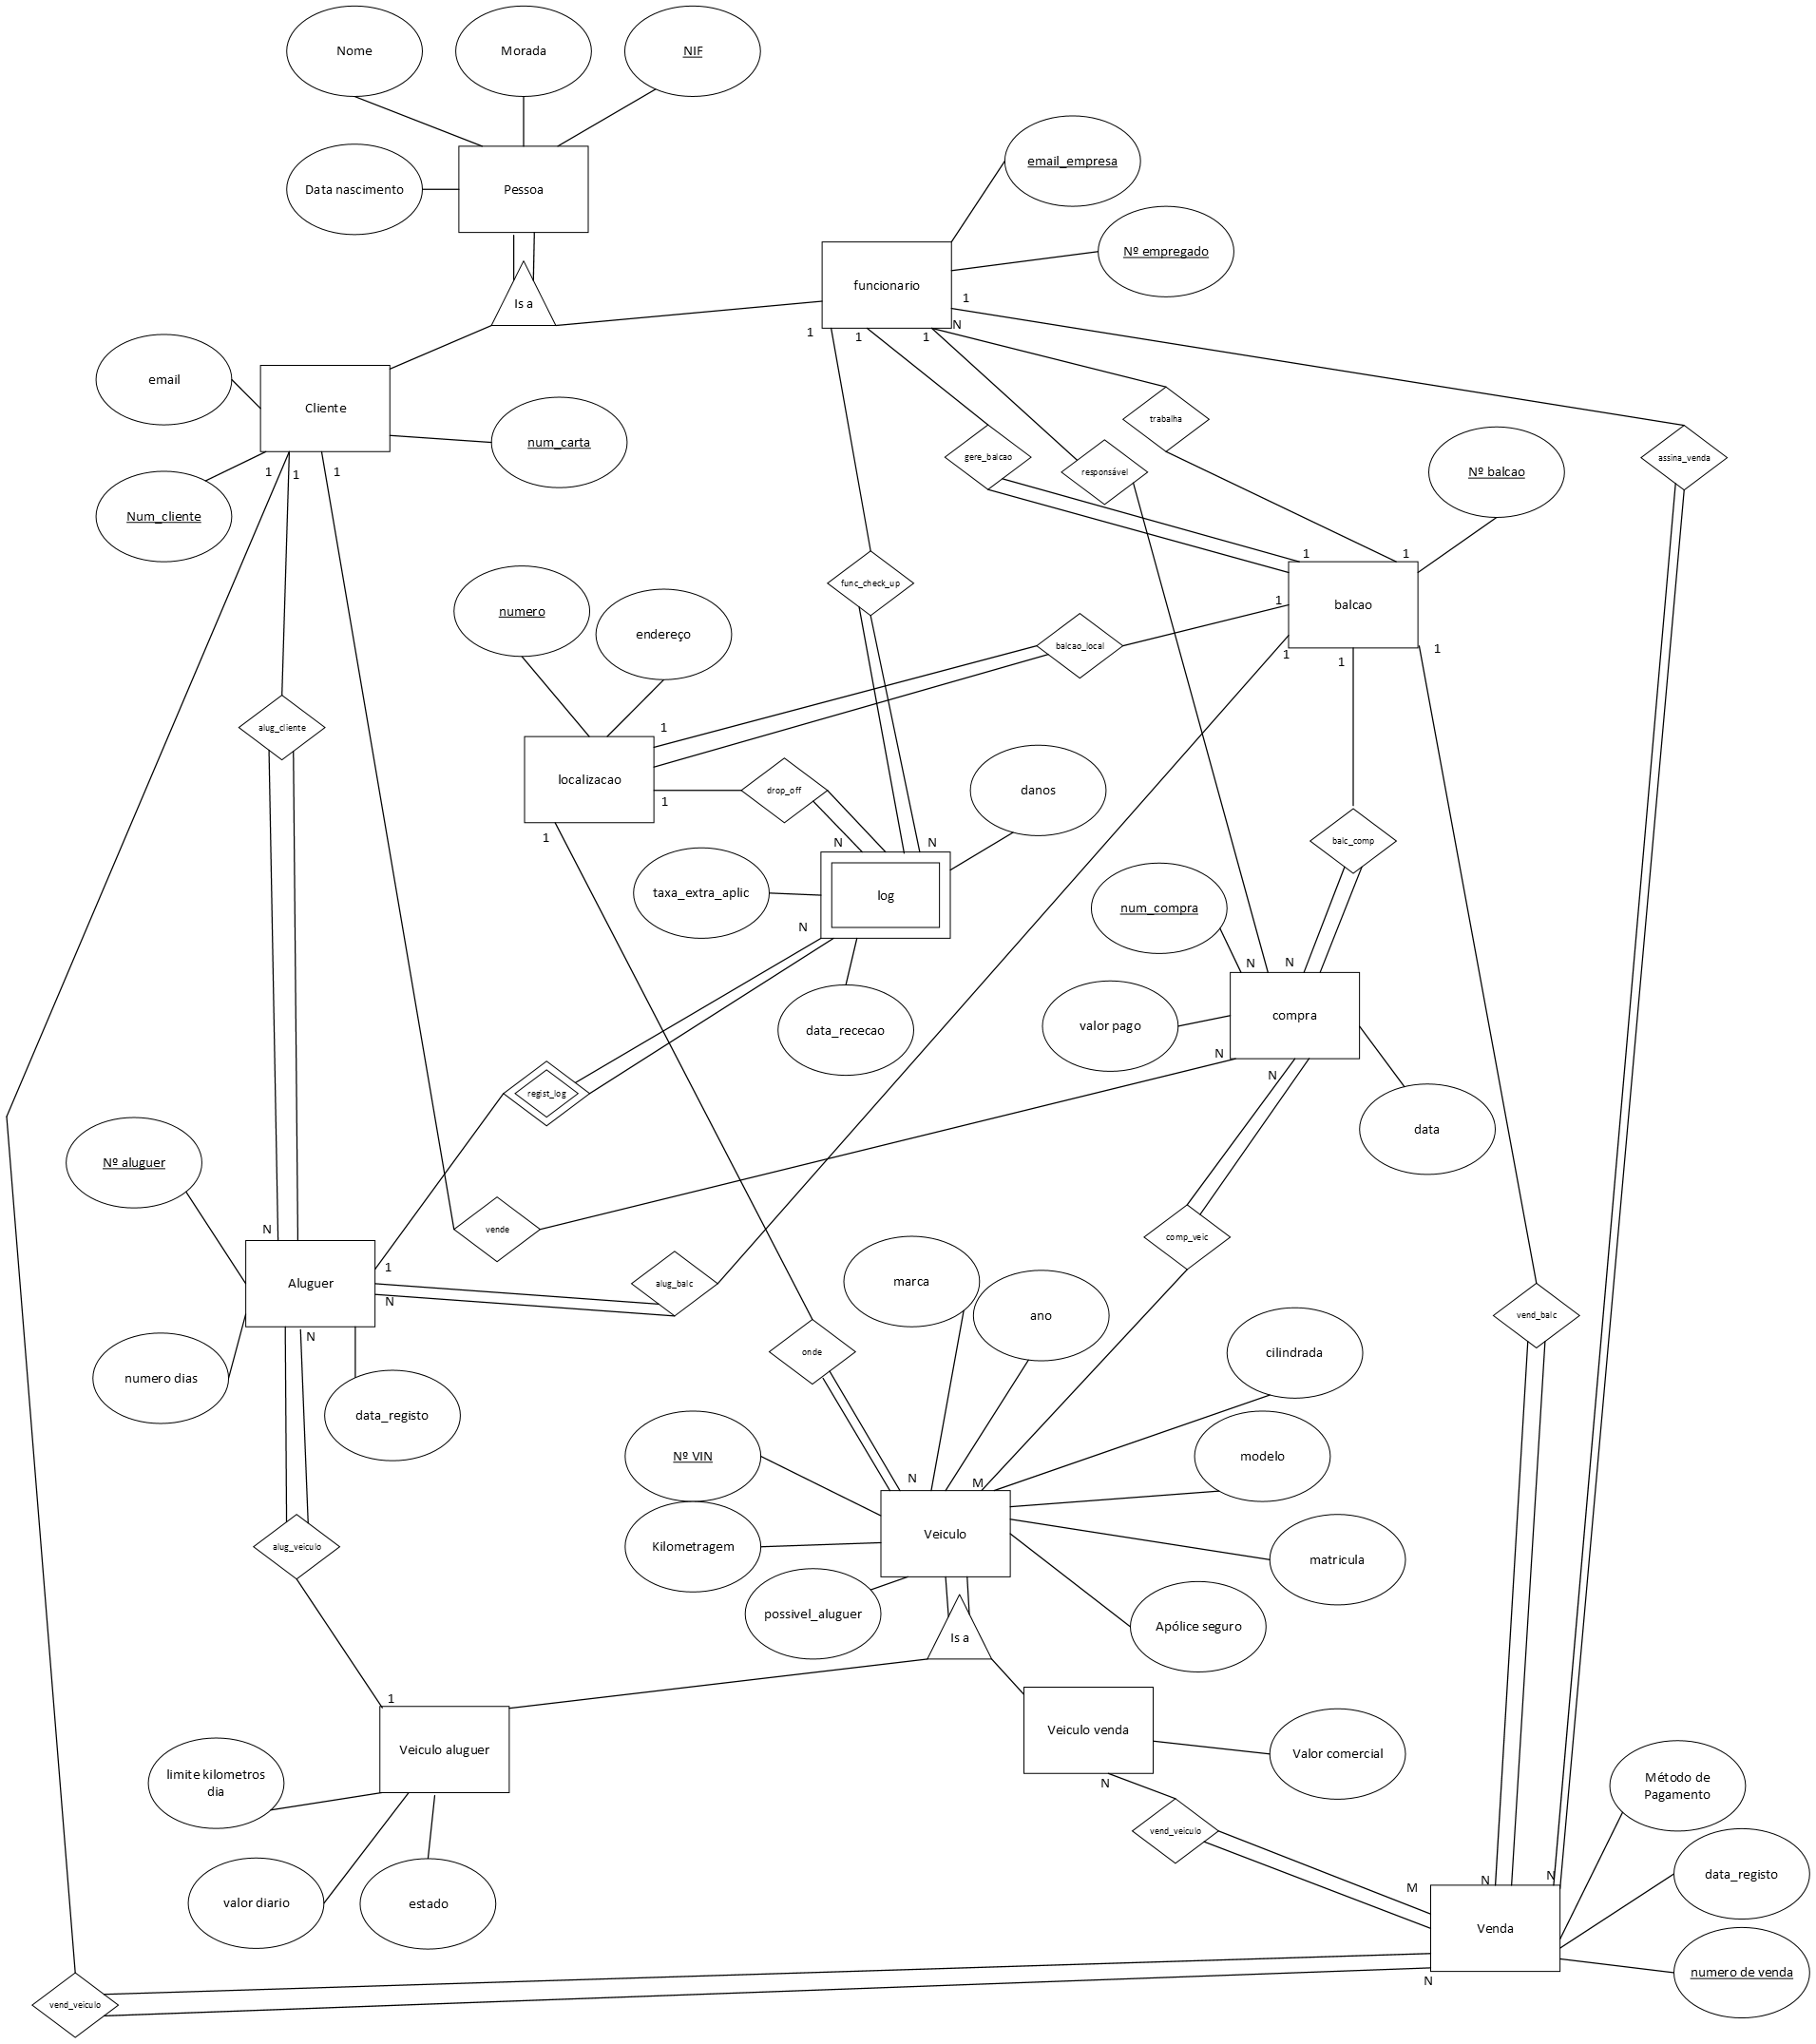 Nome
Morada
NIF
Data nascimento
Pessoa
email_empresa
Nº empregado
funcionario
Is a
1
N
1
1
1
email
Cliente
num_carta
Num_cliente
1
1
1
trabalha
gere_balcao
responsável
assina_venda
Nº balcao
1
1
func_check_up
numero
endereço
balcao
1
balcao_local
1
1
1
alug_cliente
1
localizacao
drop_off
danos
1
1
N
N
balc_comp
taxa_extra_aplic
log
num_compra
N
N
N
data_rececao
valor pago
compra
N
N
regist_log
data
Nº aluguer
vende
N
comp_veic
1
Aluguer
alug_balc
marca
N
ano
vend_balc
N
onde
cilindrada
numero dias
data_registo
Nº VIN
modelo
N
M
Veiculo
Kilometragem
alug_veiculo
matricula
possivel_aluguer
Apólice seguro
Is a
1
Veiculo aluguer
Veiculo venda
Valor comercial
limite kilometros
dia
N
Método de
Pagamento
vend_veiculo
valor diario
estado
M
N
N
data_registo
Venda
numero de venda
N
vend_veiculo